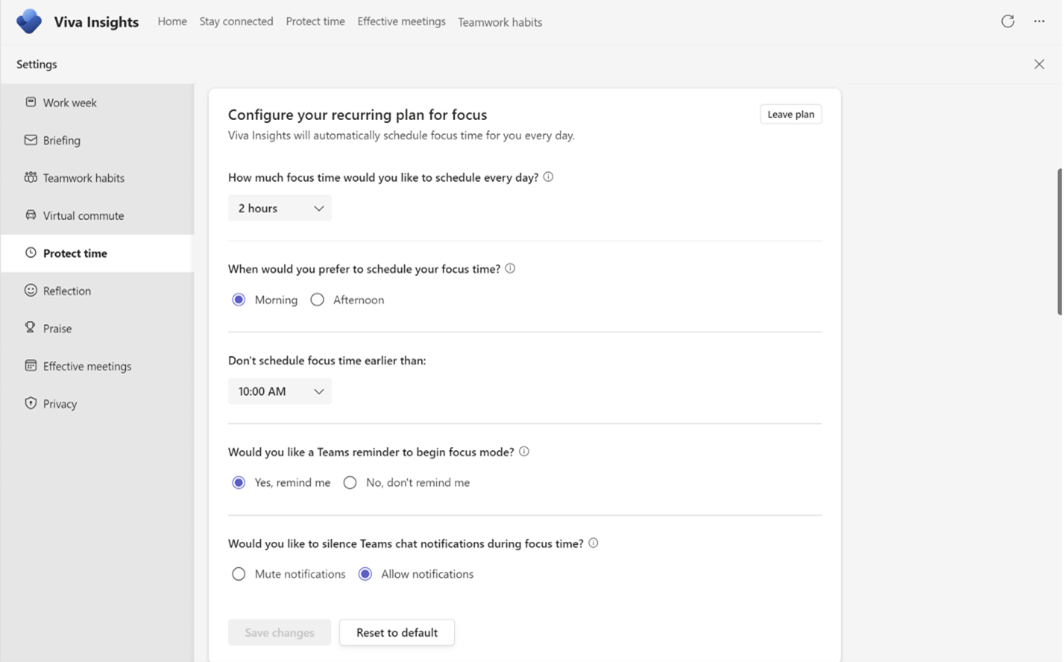 Viva Insights Home Stay connected Protect time Effective meetings Teamwork habits
Settings
Work week
Briefing
Teamwork habits
Virtual commute
Protect time
Reflection
Praise
Effective meetings
Privacy
Configure your recurring plan for focus
Leave plan
Viva Insights will automatically schedule focus time for you every day.
How much focus time would you like to schedule every day?
2 hours
When would you prefer to schedule your focus time?
Morning Afternoon
Don't schedule focus time earlier than:
10:00 AM
Would you like a Teams reminder to begin focus mode?
Yes, remind me No, don't remind me
Would you like to silence Teams chat notifications during focus time?
Mute notifications Allow notifications
Save changes Reset to default